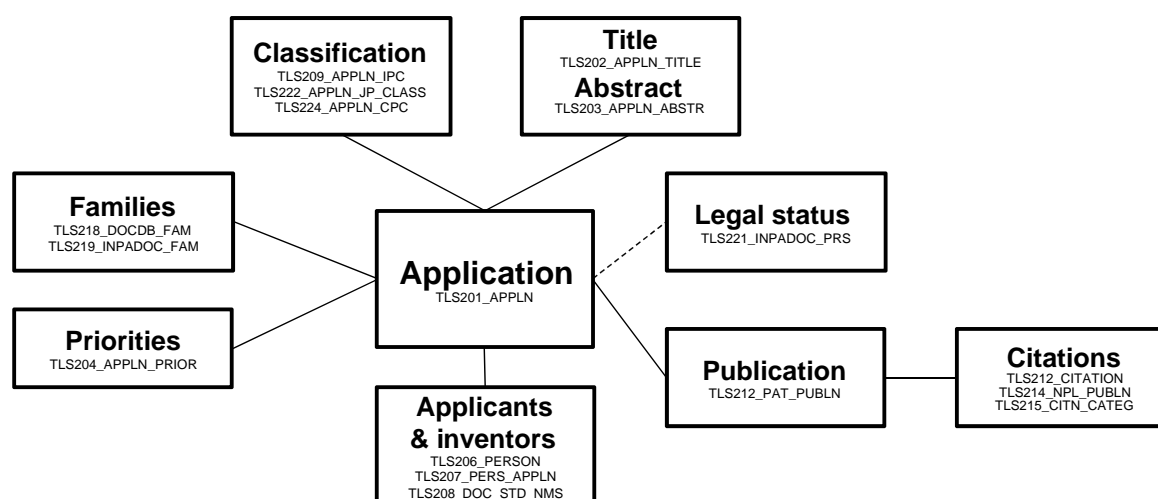 Classification
TLS209_APPLN_IPC
TLS222_APPLN_JP_CLASS
TLS224_APPLN_CPC
Title
TLS202_APPLN_TITLE
Abstract
TLS203_APPLN_ABSTR
Families
TLS218_DOCDB_FAM
TLS219_INPADOC_FAM
Legal status
TLS221_INPADOC_PRS
Application
TLS201_APPLN
Priorities
TLS204_APPLN_PRIOR
Publication
TLS212_PAT_PUBLN
Citations
TLS212_CITATION
TLS214_NPL_PUBLN
TLS215_CITN_CATEG
Applicants
& inventors
TLS206_PERSON
TLS207_PERS_APPLN
TLS208_DOC_STD_NMS